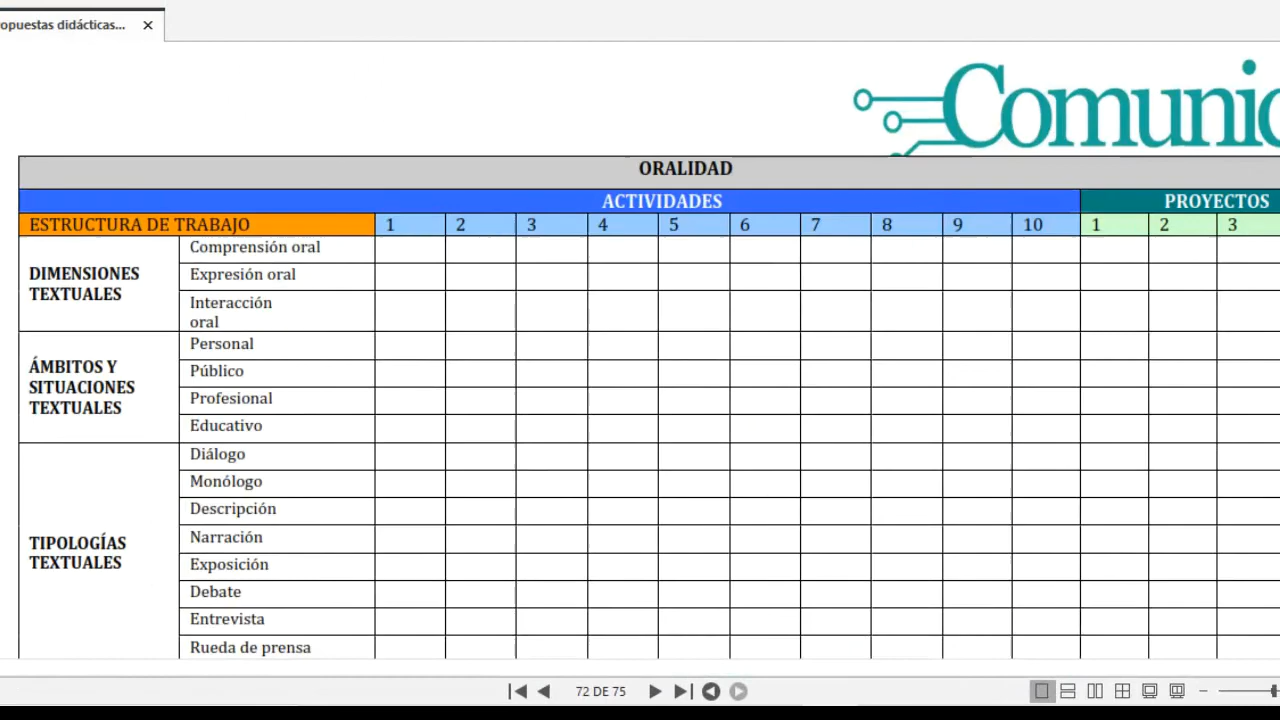 opuestas didácticas...
Comunic
ORALIDAD
ACTIVIDADES PROYECTOS
ESTRUCTURA DE TRABAJO 1 2 3 4 5 6 7 8 9 10 1 2 3
DIMENSIONES
TEXTUALES
Comprensión oral
Expresión oral
Interacción
oral
ÁMBITOS Y
SITUACIONES
TEXTUALES
Personal
Público
Profesional
Educativo
TIPOLOGÍAS
TEXTUALES
Diálogo
Monólogo
Descripción
Narración
Exposición
Debate
Entrevista
Rueda de prensa
72 DE 75